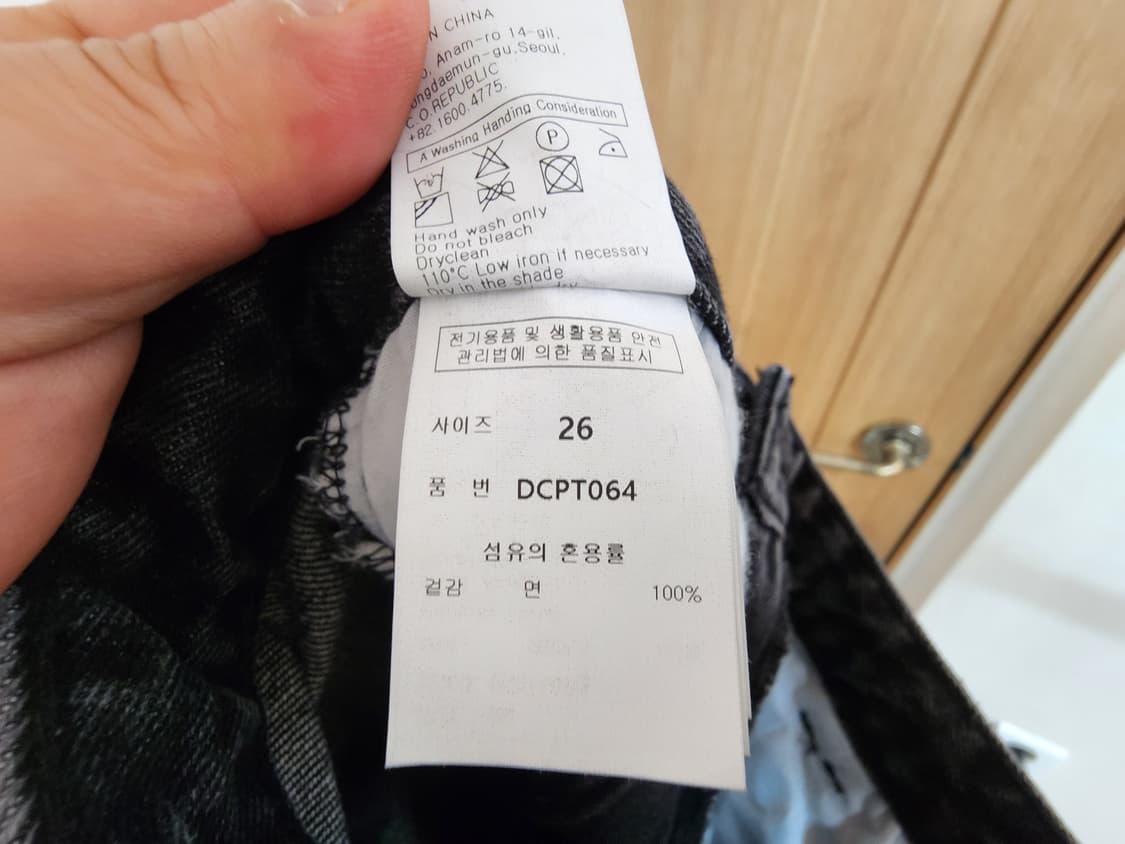 N CHINA
Anam-ro 14-gil,
ngdaemun-gu,Seoul,
C.O.REPUBLIC
+82.1600.4775.
A Washing Handing Consideration
P
Hand wash only
Do not bleach
Dryclean
110°C Low iron if necessary
Dry in the shade
전기용품 및 생활용품 안전
관리법에 의한 품질표시
사이즈 26
품 번 DCPT064
섬유의 혼용률
겉감 면 100%